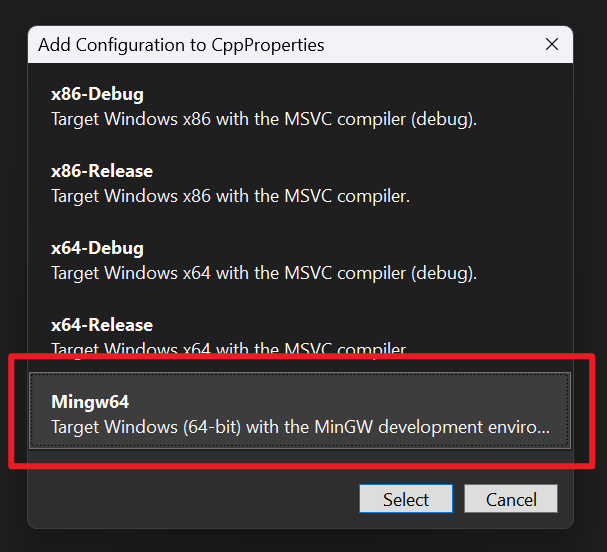 Add Configuration to CppProperties
x86-Debug
Target Windows x86 with the MSVC compiler (debug).
x86-Release
Target Windows x86 with the MSVC compiler.
x64-Debug
Target Windows x64 with the MSVC compiler (debug).
x64-Release
Target Windows x64 with the MSVC compiler.
Mingw64
Target Windows (64-bit) with the MinGW development enviro...
Select
Cancel